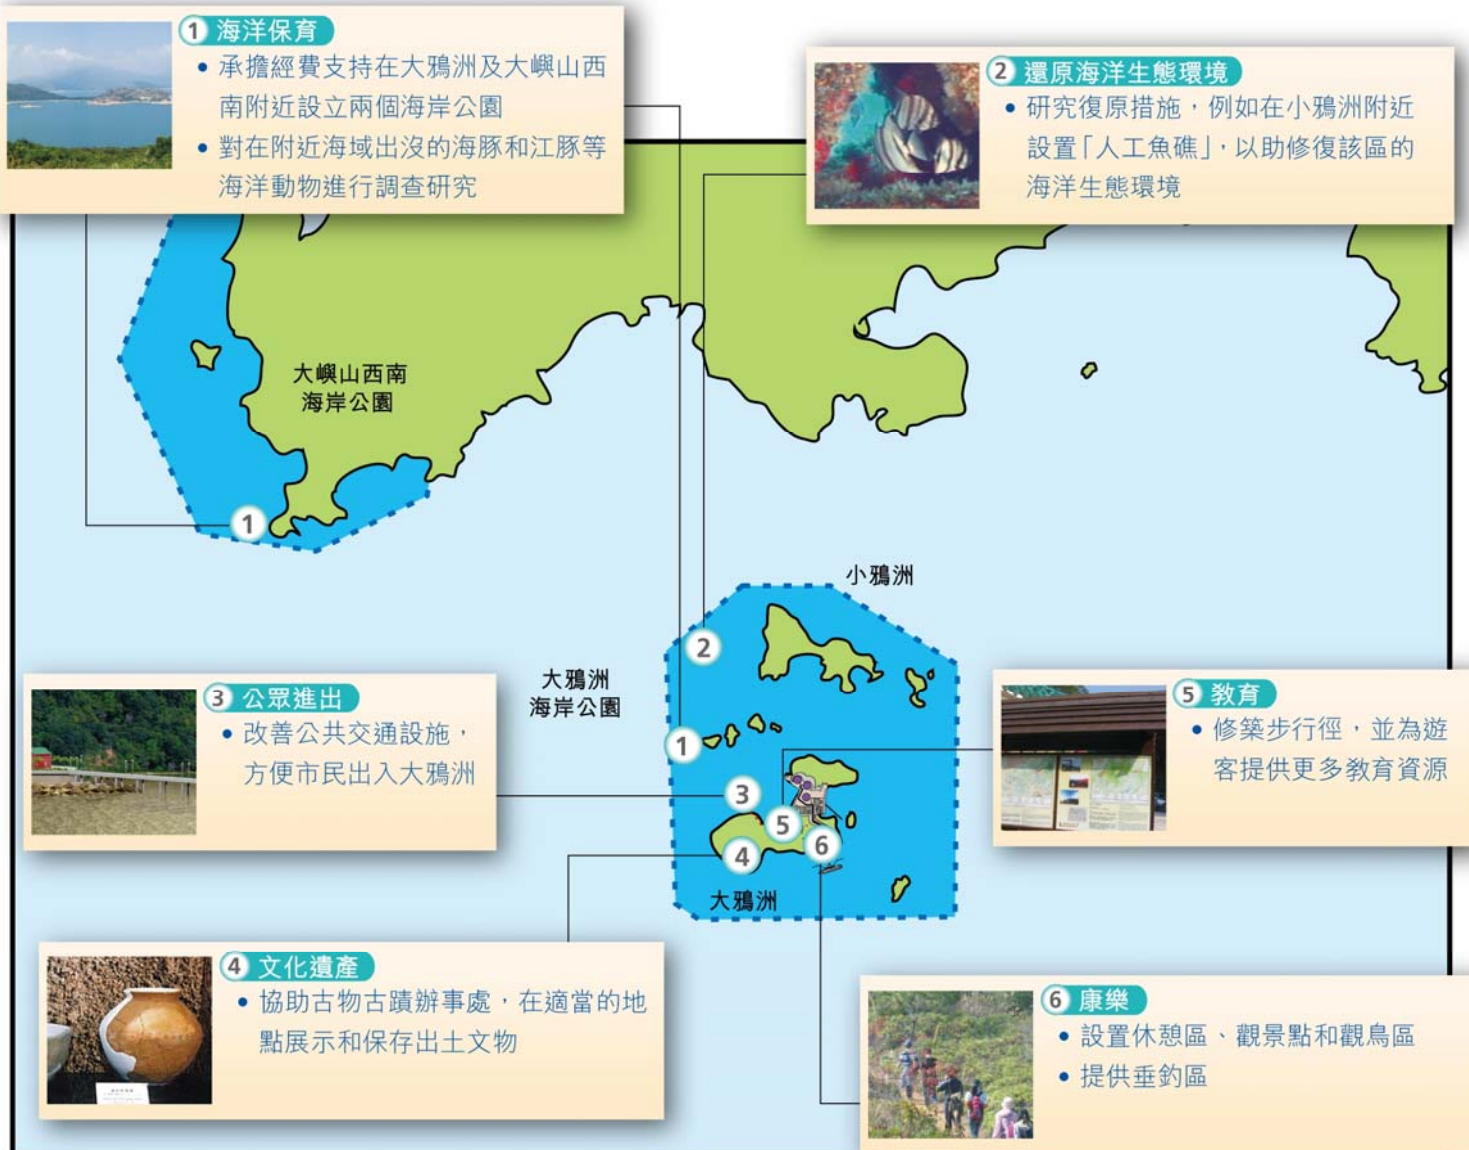 1 海洋保育
• 承擔經費支持在大鴉洲及大嶼山西
南附近設立兩個海岸公園
• 對在附近海域出沒的海豚和江豚等
海洋動物進行調查研究
2 還原海洋生態環境
• 研究復原措施，例如在小鴉洲附近
設置「人工魚礁」，以助修復該區的
海洋生態環境
大嶼山西南
海岸公園
1
小鴉洲
2
大鴉洲
海岸公園
1
3
5
4
6
大鴉洲
3 公眾進出
• 改善公共交通設施，
方便市民出入大鴉洲
5 教育
• 修築步行徑，並為遊
客提供更多教育資源
4 文化遺產
• 協助古物古蹟辦事處，在適當的地
點展示和保存出土文物
6 康樂
• 設置休憩區、觀景點和觀鳥區
• 提供垂釣區